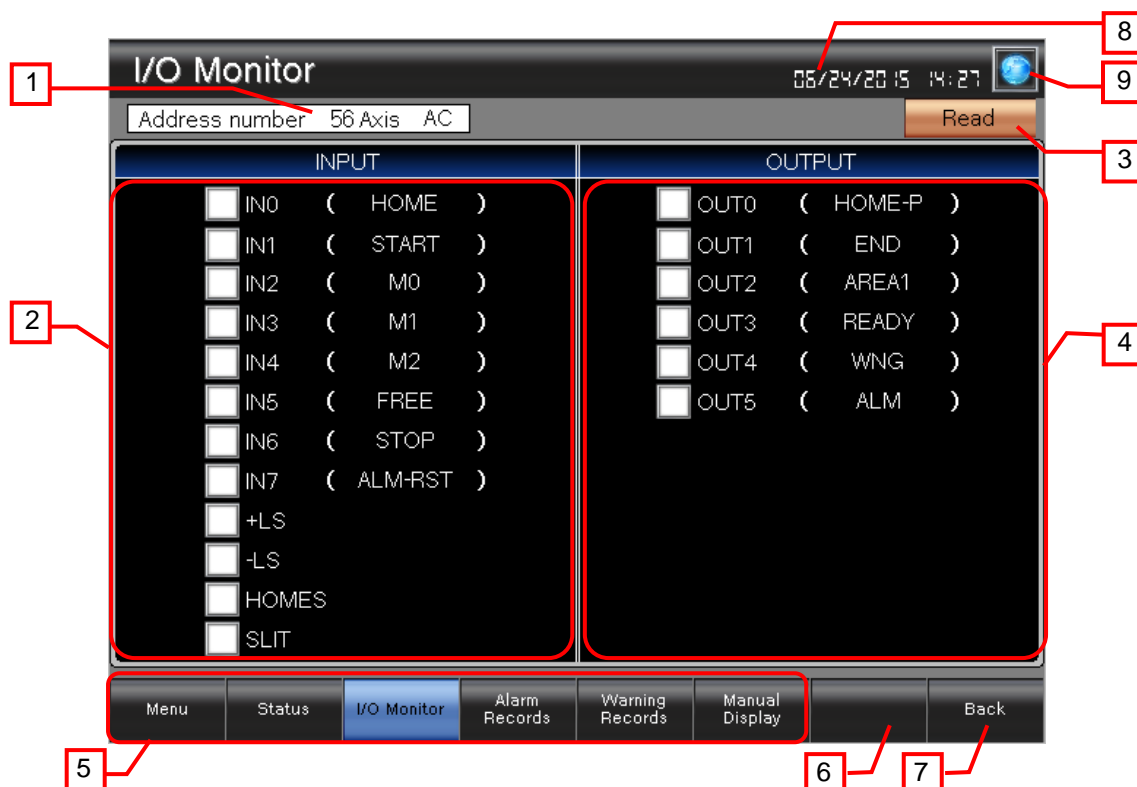 8
I/O Monitor
06/24/2015 14:27
9
1
Address number 56 Axis AC
Read
3
INPUT
OUTPUT
2
IN0 ( HOME )
IN1 ( START )
IN2 ( M0 )
IN3 ( M1 )
IN4 ( M2 )
IN5 ( FREE )
IN6 ( STOP )
IN7 ( ALM-RST )
+LS
-LS
HOMES
SLIT
OUT0 ( HOME-P )
OUT1 ( END )
OUT2 ( AREA1 )
OUT3 ( READY )
OUT4 ( WNG )
OUT5 ( ALM )
4
Menu
Status
I/O Monitor
Alarm
Records
Warning
Records
Manual
Display
Back
5
6
7